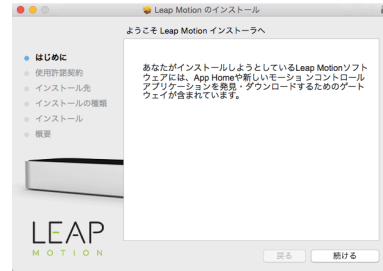 Leap Motion のインストール
ようこそ Leap Motion インストーラへ
はじめに
使用許諾契約
インストール先
インストールの種類
インストール
概要
あなたがインストールしようとしているLeap Motionソフト
ウェアには、App Homeや新しいモーショ ンコントロール
アプリケーションを発見・ダウンロードするためのゲート
ウェイが含まれています。
LEAP
MOTION
戻る
続ける